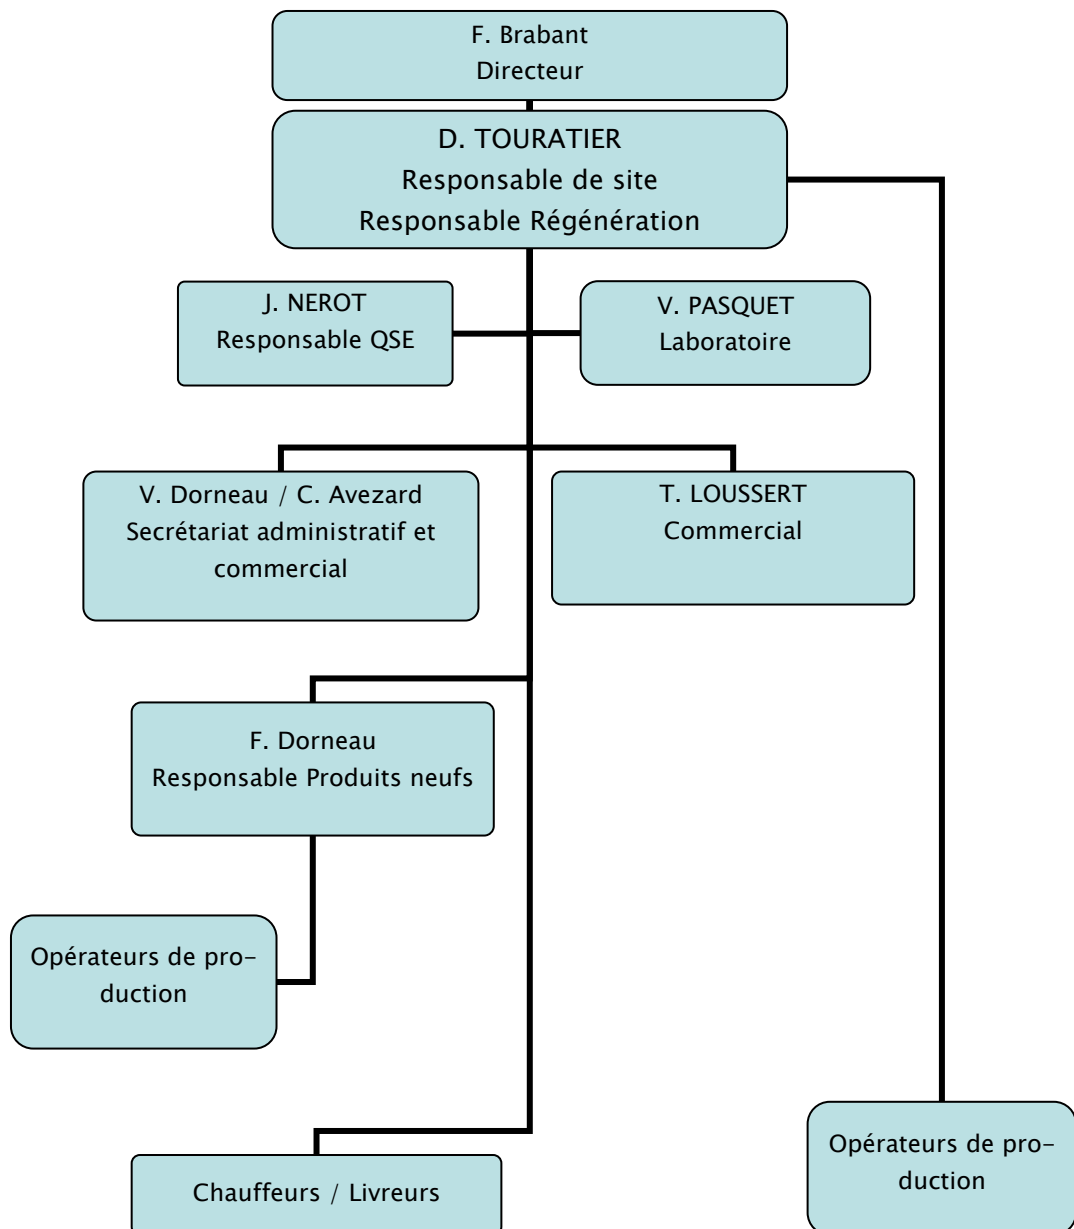 F. Brabant
Directeur
D. TOURATIER
Responsable de site
Responsable Régénération
J. NEROT
Responsable QSE
V. PASQUET
Laboratoire
V. Dorneau / C. Avezard
Secrétariat administratif et
commercial
T. LOUSSERT
Commercial
F. Dorneau
Responsable Produits neufs
Opérateurs de pro-
duction
Chauffeurs / Livreurs
Opérateurs de pro-
duction